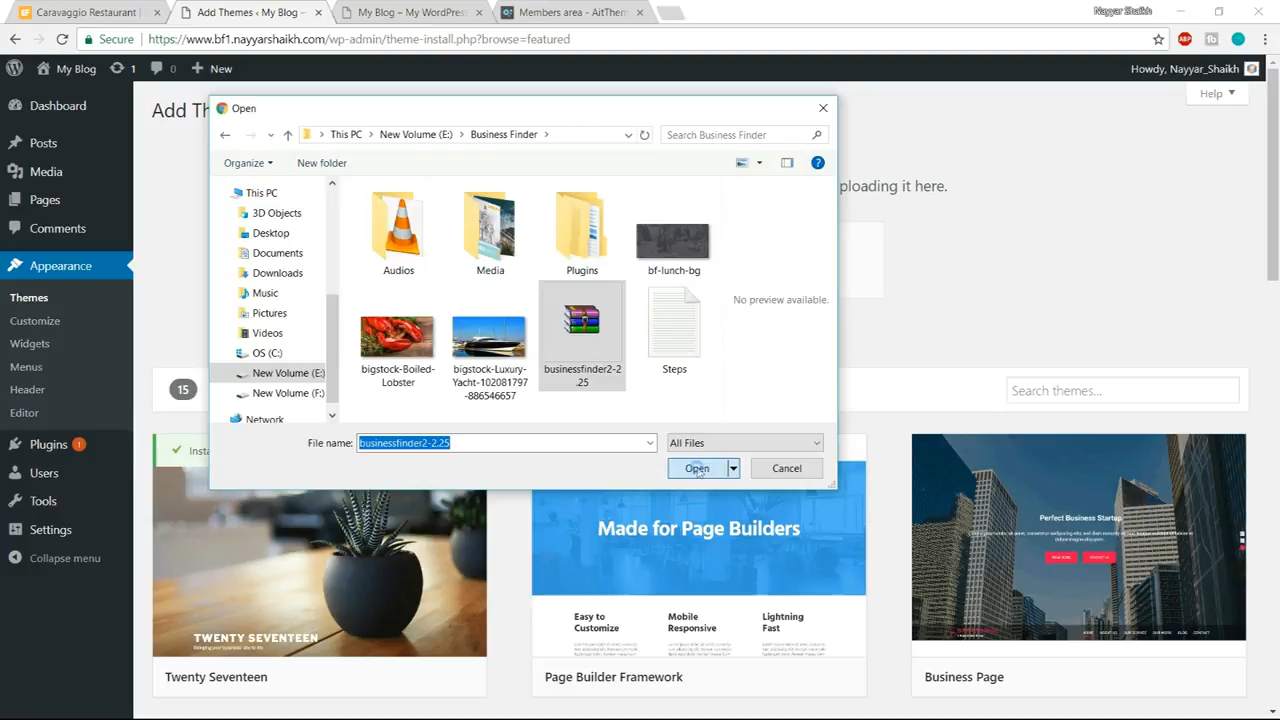 Caravaggio Restaurant |
Add Themes ‹ My Blog –
My Blog – My WordPress
Members area - AitThem
Nayyar Shaikh
Secure
https://www.bf1.nayyarshaikh.com/wp-admin/theme-install.php?browse=featured
My Blog
1
0
New
Howdy, Nayyar_Shaikh
Dashboard
Posts
Media
Pages
Comments
Appearance
Themes
Customize
Widgets
Menus
Header
Editor
Plugins 1
Users
Tools
Settings
Collapse menu
Add Th
Help
ploading it here.
Open
This PC
New Volume (E:)
Business Finder
Search Business Finder
Organize
New folder
This PC
3D Objects
Desktop
Documents
Downloads
Music
Pictures
Videos
OS (C:)
New Volume (E:)
New Volume (F:)
Network
Audios
Media
Plugins
bf-lunch-bg
bigstock-Boiled-
Lobster
bigstock-Luxury-
Yacht-102081797
-886546657
businessfinder2-2
.25
Steps
No preview available.
File name:
businessfinder2-2.25
All Files
Open
Cancel
15
Search themes...
Insta
TWENTY SEVENTEEN
Twenty Seventeen
Made for Page Builders
Easy to
Customize
Mobile
Responsive
Lightning
Fast
Page Builder Framework
Perfect Business Startup
Business Page